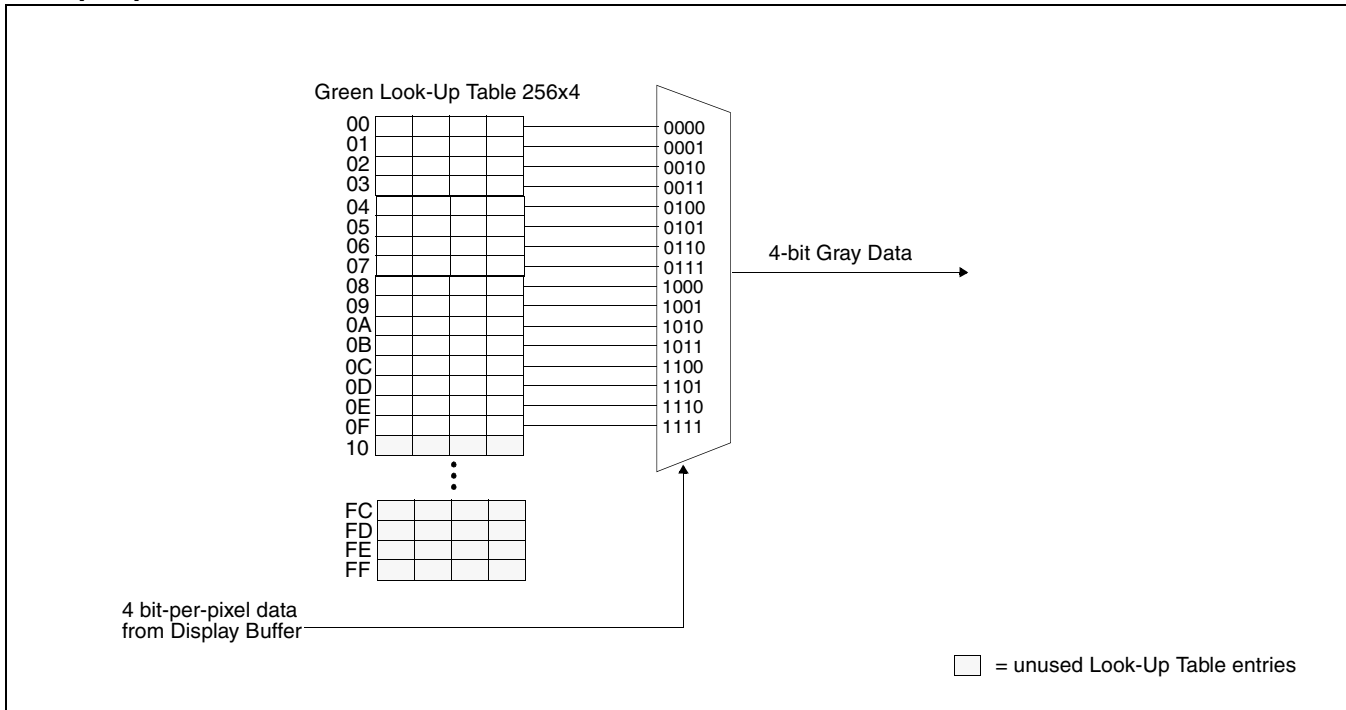 Green Look-Up Table 256x4
00
01
02
03
04
05
06
07
08
09
0A
0B
0C
0D
0E
0F
10
FC
FD
FE
FF
0000
0001
0010
0011
0100
0101
0110
0111
1000
1001
1010
1011
1100
1101
1110
1111
4-bit Gray Data
4 bit-per-pixel data
from Display Buffer
= unused Look-Up Table entries